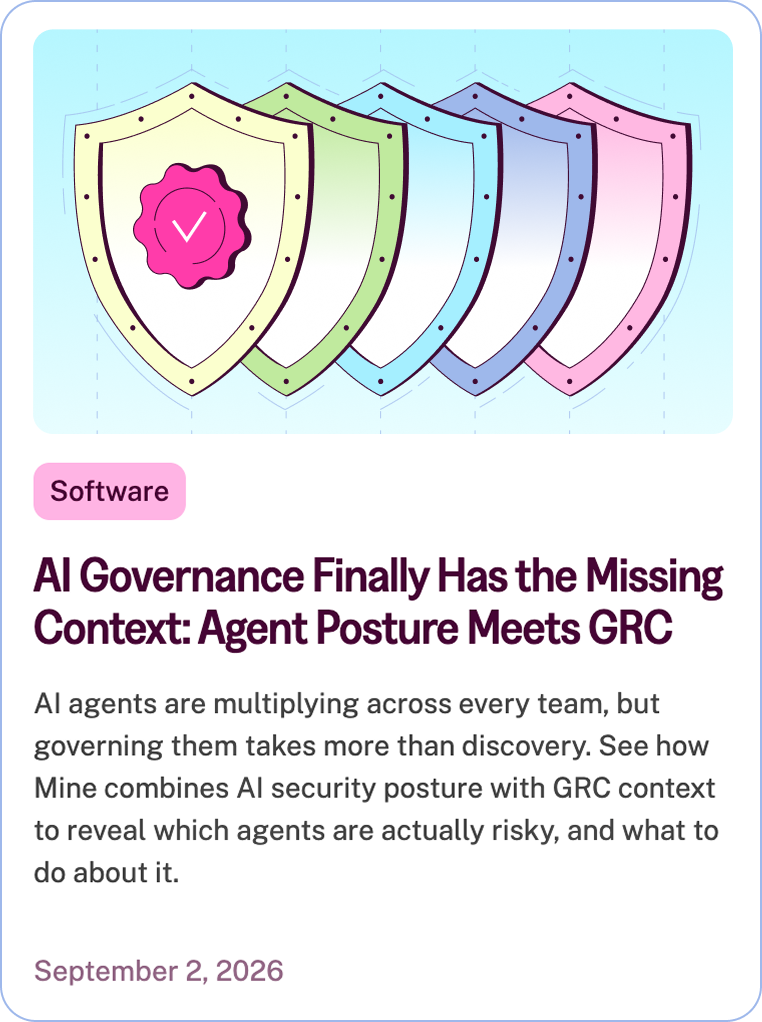 Software
AI Governance Finally Has the Missing
Context: Agent Posture Meets GRC
AI agents are multiplying across every team, but
governing them takes more than discovery. See how
Mine combines AI security posture with GRC context
to reveal which agents are actually risky, and what to
do about it.
September 2, 2026